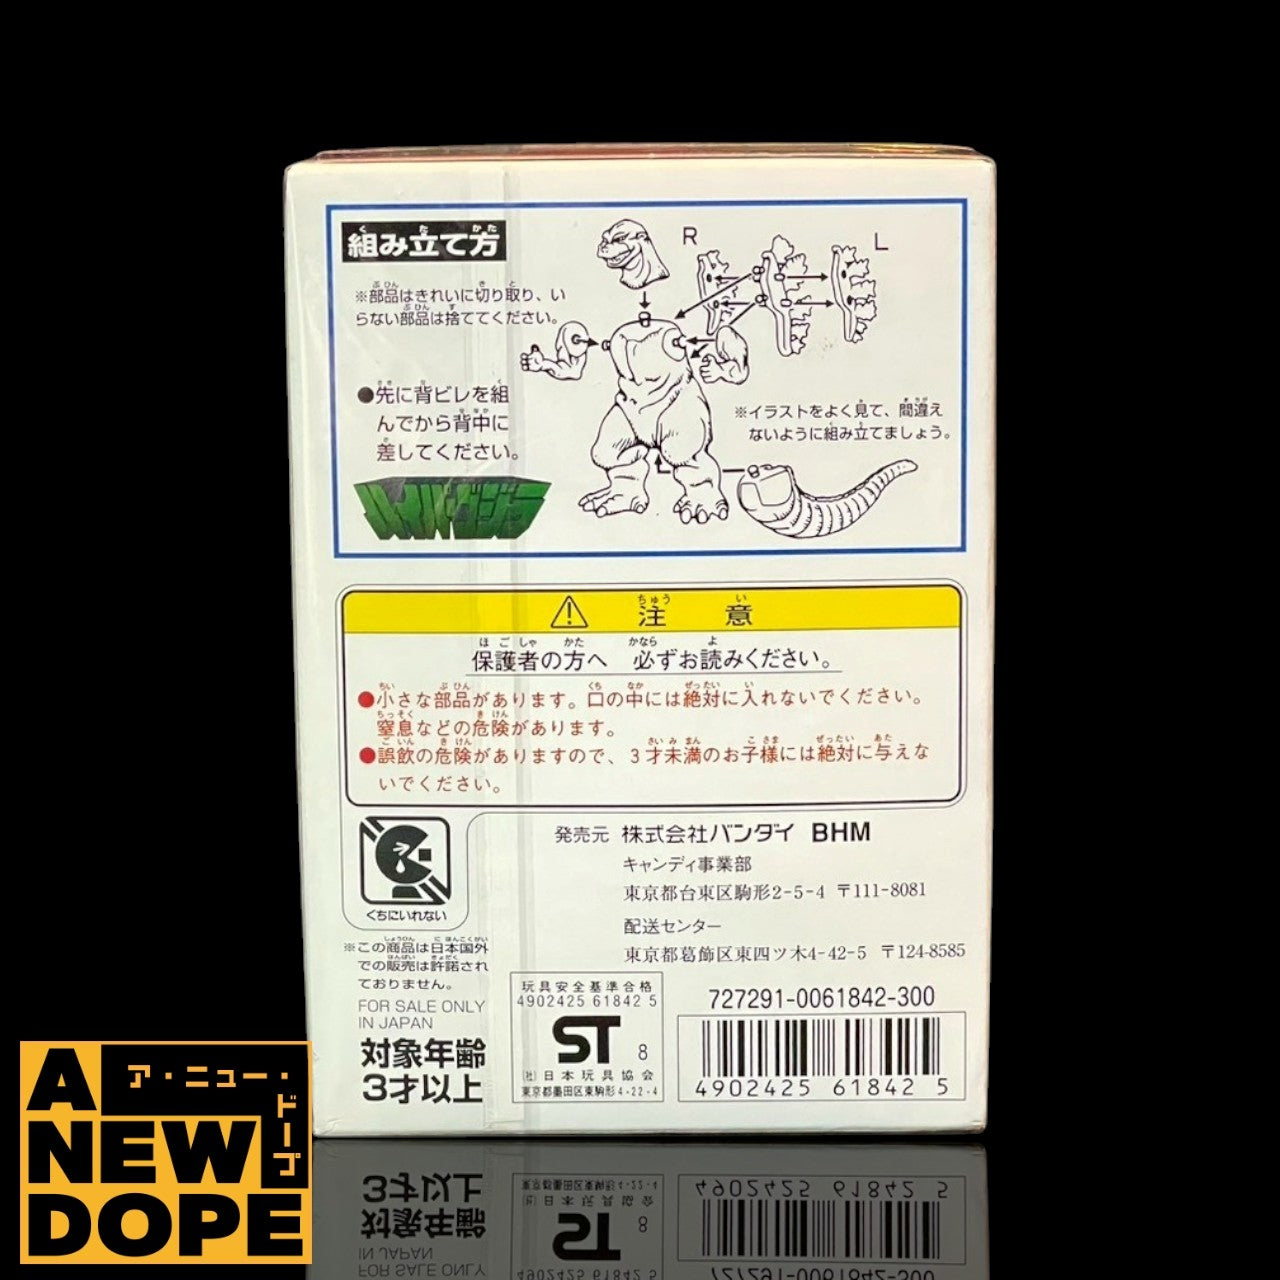 組み立て方
※部品はきれいに切り取り、い
らない部品は捨ててください。
●先に背ビレを組
んでから背中に
差してください。
R
L
※イラストをよく見て、間違え
ないように組み立てましょう。
注意
保護者の方へ 必ずお読みください。
●小さな部品があります。口の中には絶対に入れないでください。
窒息などの危険があります。
●誤飲の危険がありますので、3才未満のお子様には絶対に与えな
いでください。
くちにいれない
発売元 株式会社バンダイ BHM
キャンディ事業部
東京都台東区駒形2-5-4 〒111-8081
配送センター
東京都葛飾区東四ツ木4-42-5 〒124-8585
※この商品は日本国外
での販売は許諾され
ておりません。
FOR SALE ONLY
IN JAPAN
対象年齢
3才以上
玩具安全基準合格
4902425 61842 5
ST 8
(社)日本玩具協会
東京都墨田区東駒形4-22-4
727291-0061842-300
4902425 61842 5
A NEW DOPE
ア・ニュー・ドープ